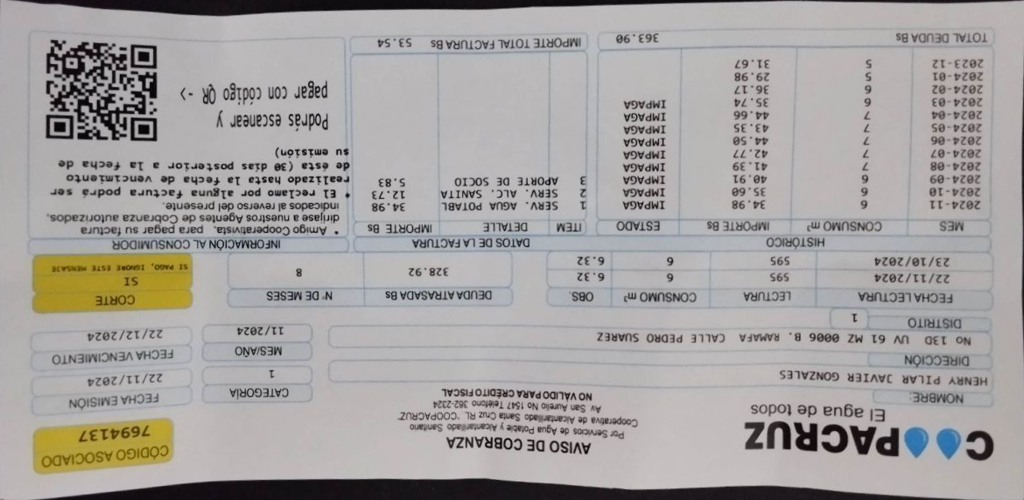 COOPACRUZ
El agua de todos
AVISO DE COBRANZA
Por Servicios de Agua Potable y Alcantarillado Sanitario
Cooperativa de Alcantarillado Santa Cruz "RL" "COOPACRUZ"
Av. San Aurelio No 1547 Teléfono 362-2324
NO VALIDO PARA CRÉDITO FISCAL
CÓDIGO ASOCIADO
7694137
NOMBRE:
HENRY PILAR JAVIER GONZALES
CATEGORÍA
1
FECHA EMISIÓN
22/11/2024
DIRECCIÓN
No 13D UV 61 MZ 0006 B. RAMAFA CALLE PEDRO SUAREZ
MES/AÑO
11/2024
FECHA VENCIMIENTO
22/12/2024
DISTRITO 1
FECHA LECTURA LECTURA CONSUMO m³ OBS.
22/11/2024 595 6 6.32
23/10/2024 595 6 6.32
DEUDA ATRASADA Bs Nº DE MESES
328.92 8
CORTE
SI
SI PAGO, IGNORE ESTE MENSAJE
HISTÓRICO
MES CONSUMO m³ IMPORTE Bs ESTADO
2024-11 6 34.98 IMPAGA
2024-10 6 35.60 IMPAGA
2024-09 6 40.91 IMPAGA
2024-08 7 41.39 IMPAGA
2024-07 7 42.77 IMPAGA
2024-06 7 44.50 IMPAGA
2024-05 7 43.35 IMPAGA
2024-04 7 44.66 IMPAGA
2024-03 6 35.74 IMPAGA
2024-02 6 36.17
2024-01 5 29.98
2023-12 5 31.67
TOTAL DEUDA Bs 363.90
DATOS DE LA FACTURA
ITEM DETALLE IMPORTE Bs
1 SERV. AGUA POTABL 34.98
2 SERV. ALC. SANITA 12.73
3 APORTE DE SOCIO 5.83
IMPORTE TOTAL FACTURA Bs 53.54
INFORMACIÓN AL CONSUMIDOR
* Amigo Cooperativista, para pagar su factura
dirijase a nuestros Agentes de Cobranza autorizados,
indicados al reverso del presente.
* El reclamo por alguna factura podrá ser
realizado hasta la fecha de vencimiento
de ésta (30 días posterior a la fecha de
su emisión)
Podrás escanear y
pagar con código QR ->